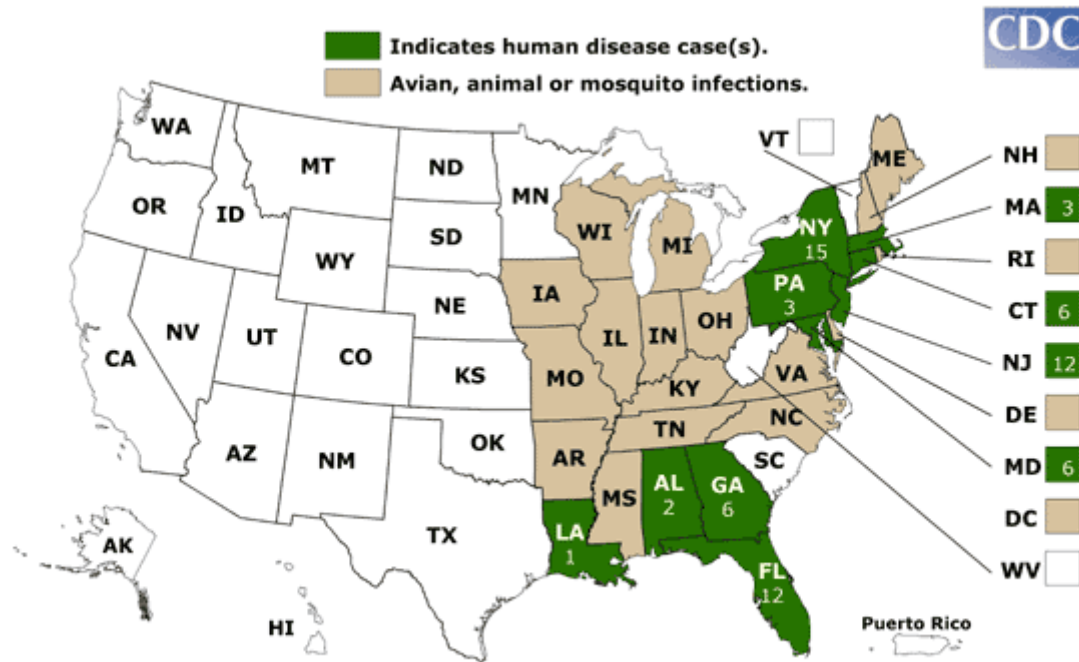 CDC
Indicates human disease case(s).
Avian, animal or mosquito infections.
WA
MT
ND
MN
VT
ME
NH
OR
ID
SD
WI
MI
NY
15
MA 3
WY
RI
IA
PA
3
NE
CT 6
NV
UT
CO
IL
IN
OH
NJ 12
CA
KS
MO
KY
VA
DE
AZ
NM
OK
AR
TN
NC
SC
MD 6
MS
AL
2
GA
6
DC
TX
LA
1
WV
AK
FL
12
HI
Puerto Rico